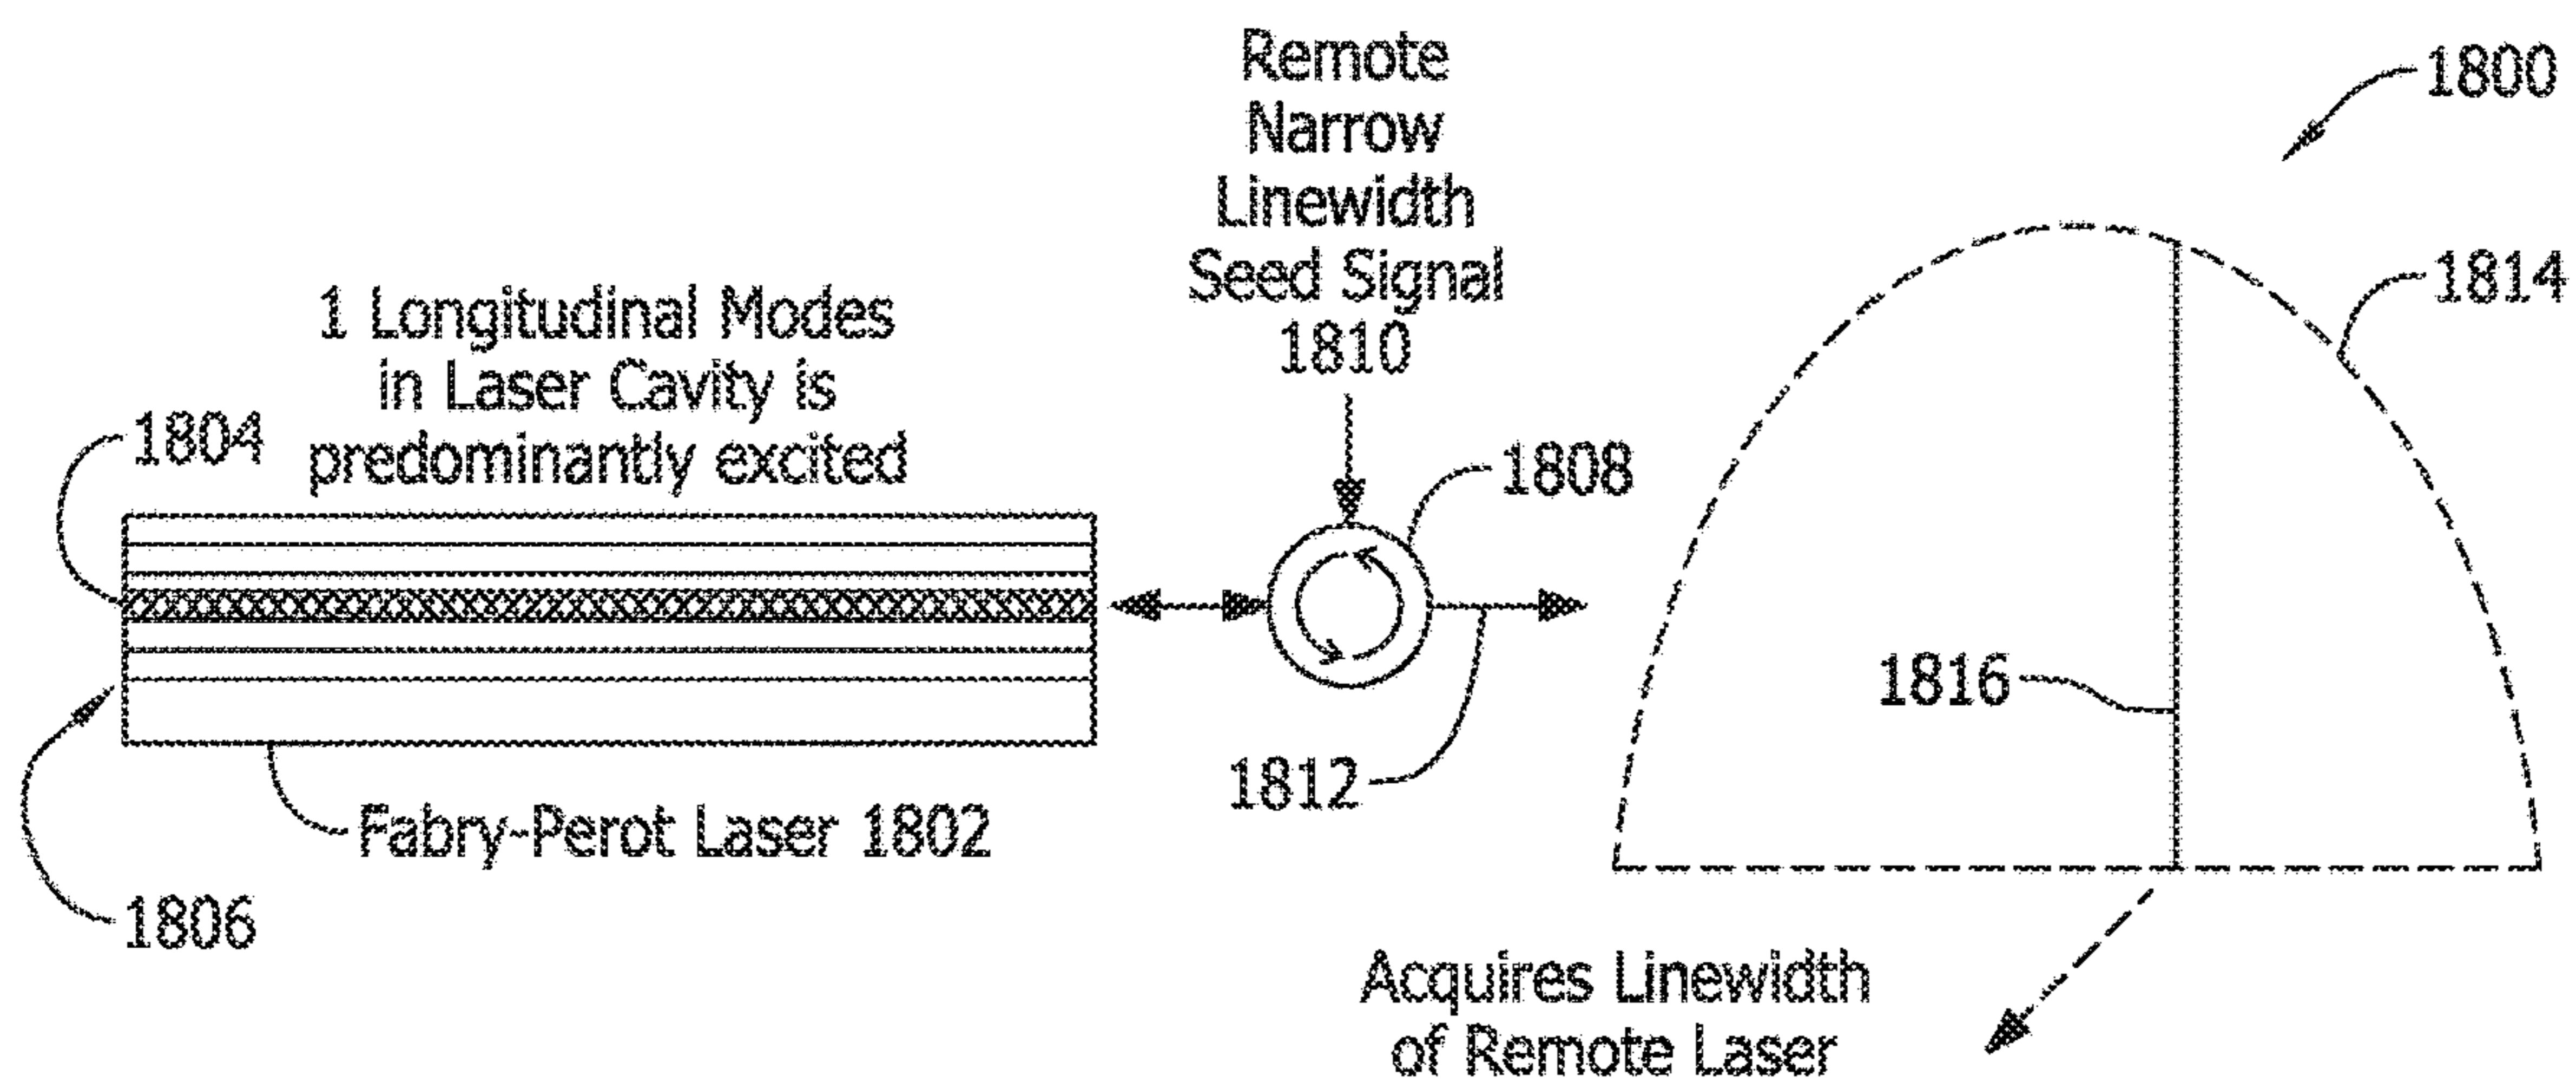 Remote
Narrow
Linewidth
Seed Signal
1810
1800
1814
1 Longitudinal Modes
in Laser Cavity is
predominantly excited
1804
1808
1816
1812
Fabry-Perot Laser 1802
1806
Acquires Linewidth
of Remote Laser